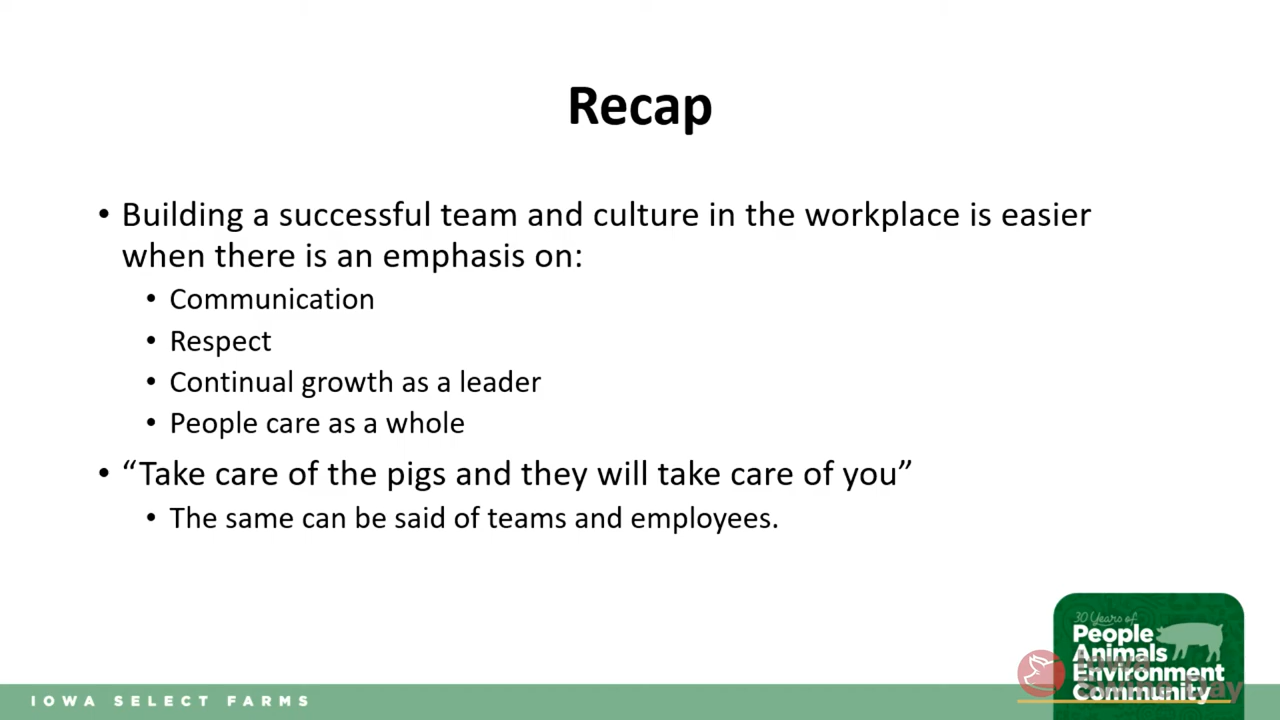 Recap
• Building a successful team and culture in the workplace is easier
when there is an emphasis on:
• Communication
• Respect
• Continual growth as a leader
• People care as a whole
• “Take care of the pigs and they will take care of you”
• The same can be said of teams and employees.
30 Years of
People
Animals
Environment
Community
Iowa
Swine Day
IOWA SELECT FARMS